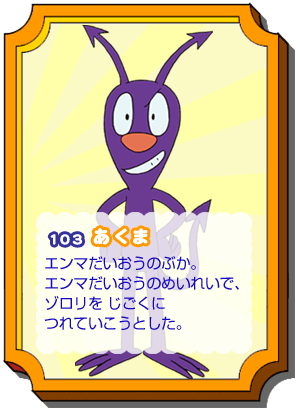 103 あくま
エンマだいおうのぶか。
エンマだいおうのめいれいで、
ゾロリを じごくに
つれていこうとした。